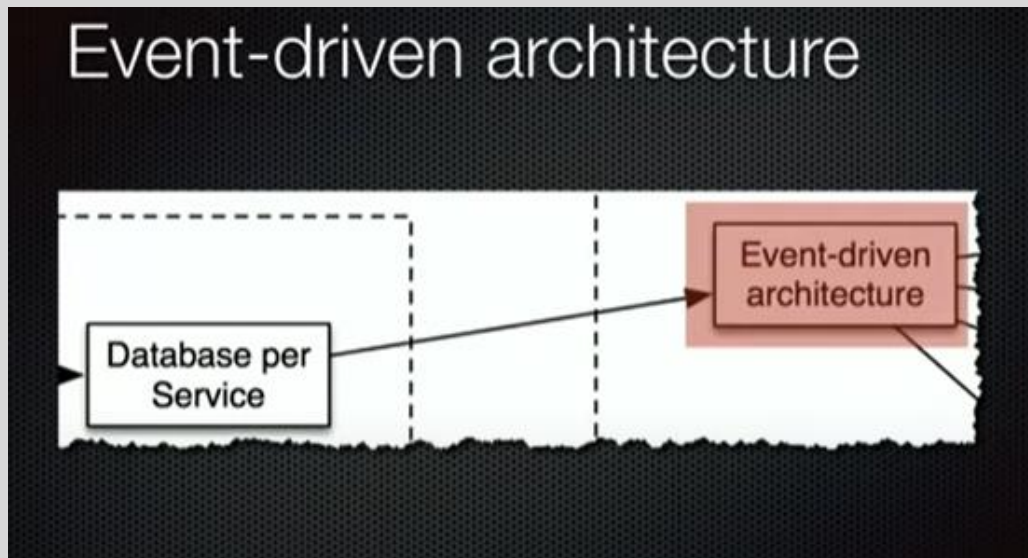 Event-driven architecture
Event-driven
architecture
Database per
Service